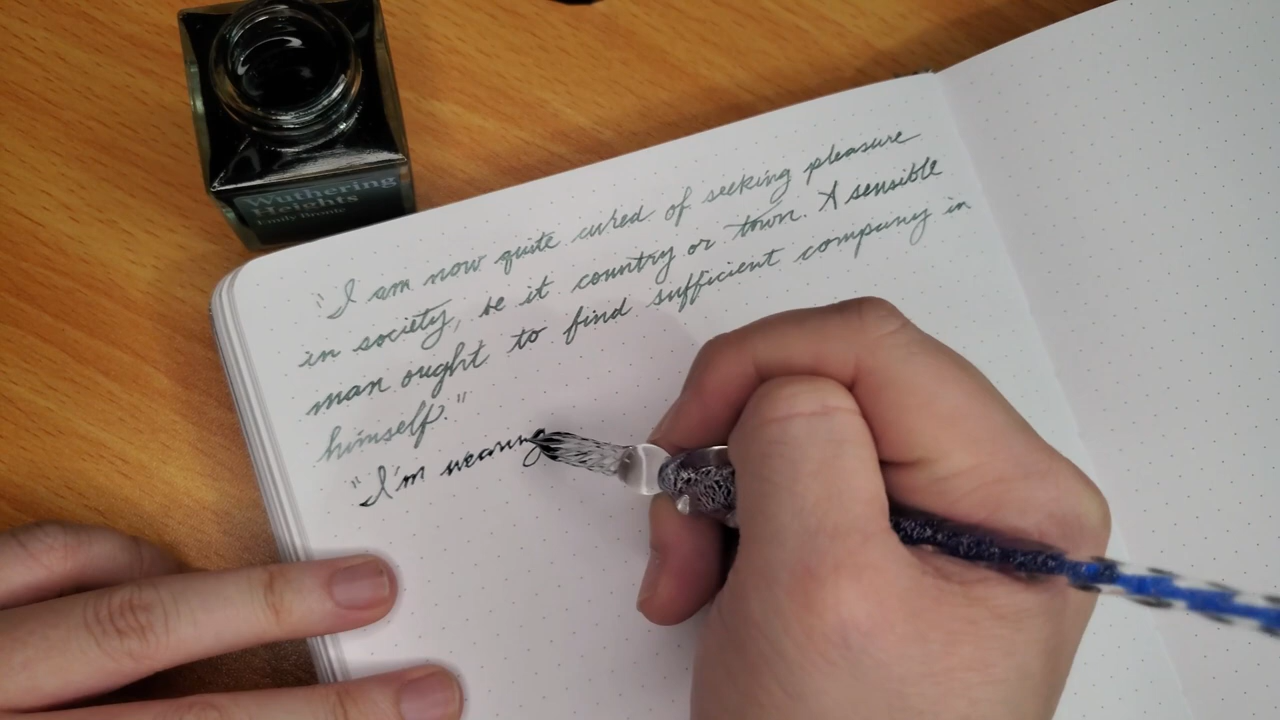 Wuthering
Heights
Emily Brontë
"I am now quite cured of seeking pleasure
in society, be it country or town. A sensible
man ought to find sufficient company in
himself."
"I'm wearing